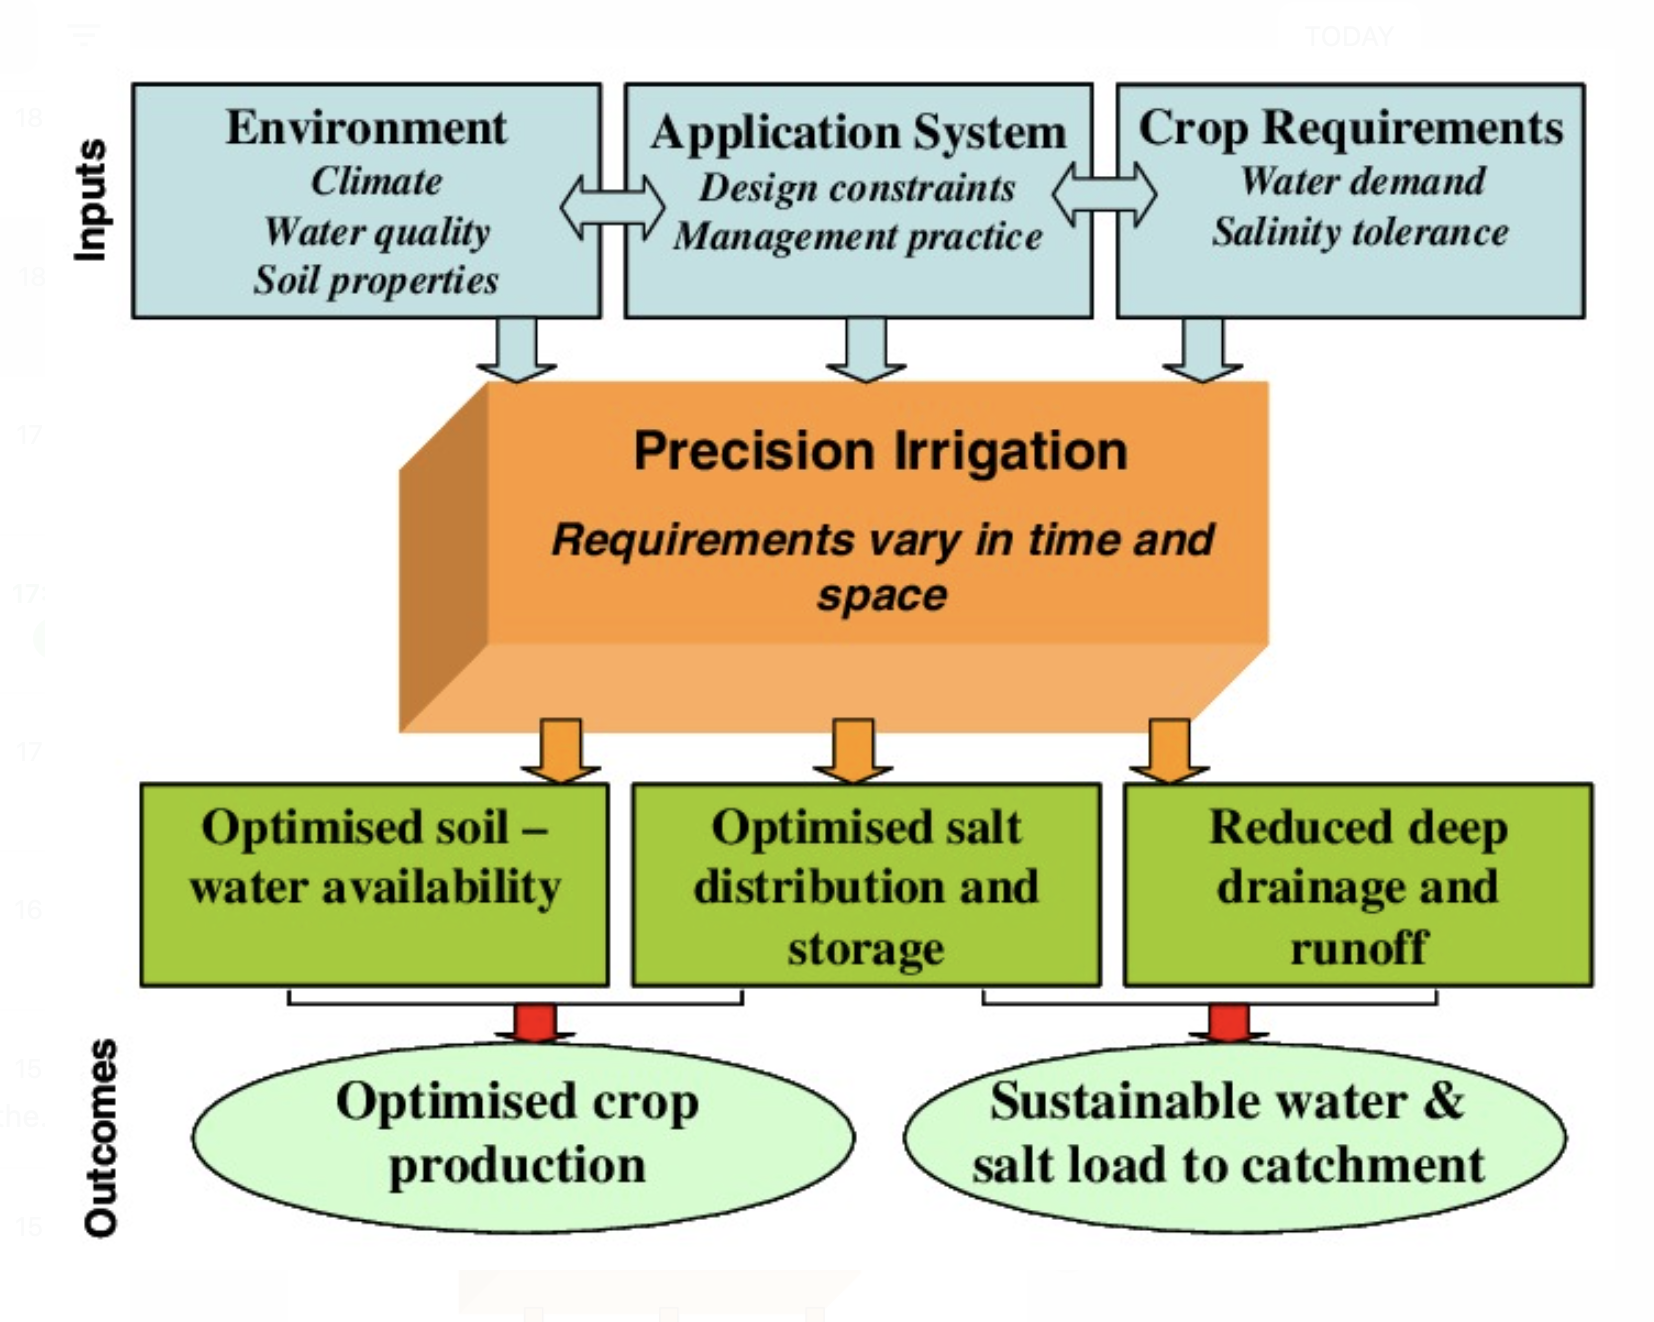 TODAY
Inputs
Environment
Climate
Water quality
Soil properties
Application System
Design constraints
Management practice
Crop Requirements
Water demand
Salinity tolerance
Precision Irrigation
Requirements vary in time and
space
Optimised soil –
water availability
Optimised salt
distribution and
storage
Reduced deep
drainage and
runoff
Outcomes
Optimised crop
production
Sustainable water &
salt load to catchment